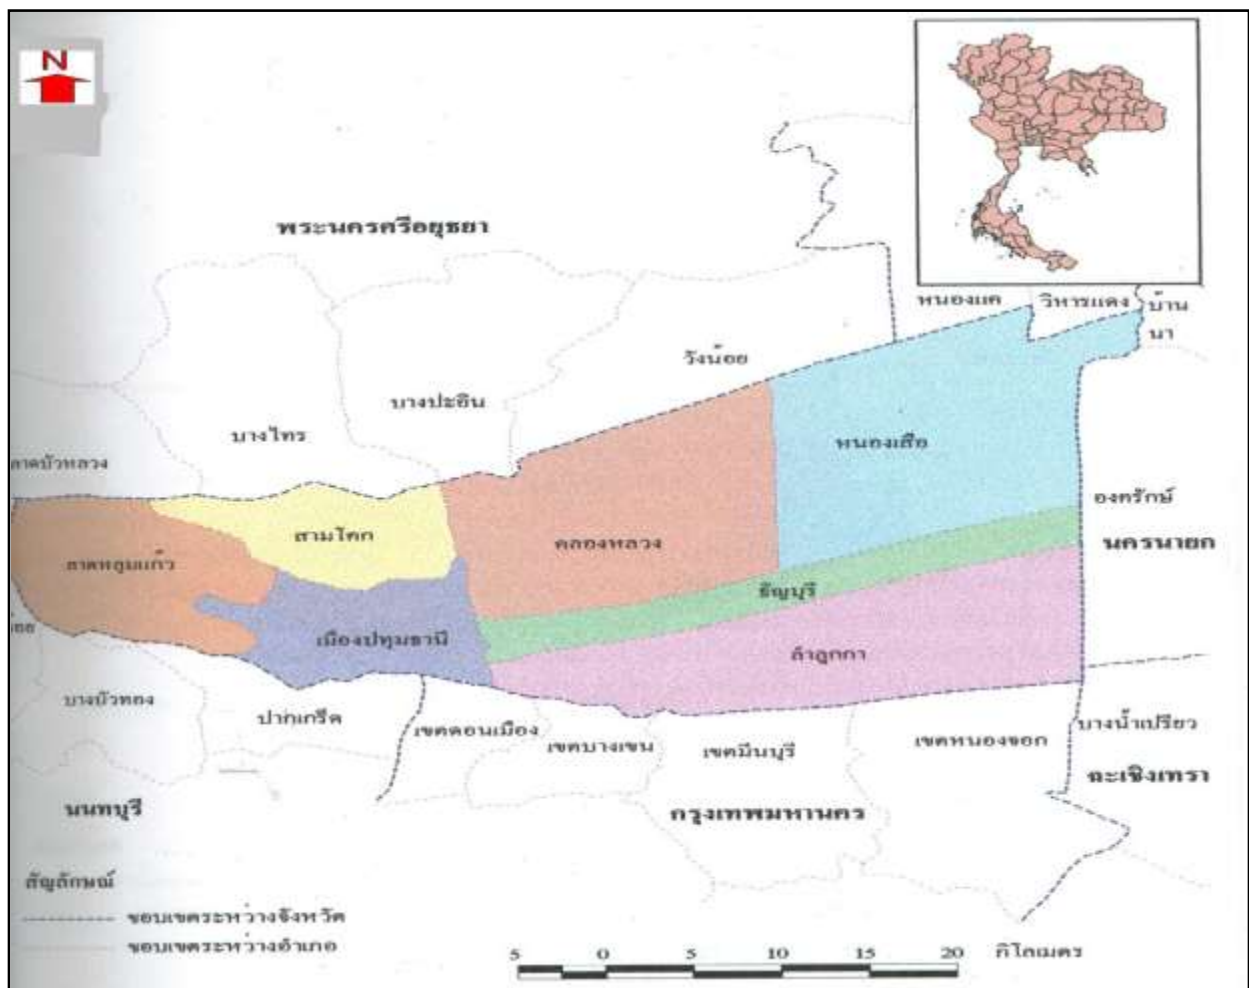 N
พระนครศรีอยุธยา
หนองแค
วิหารแดง
บ้าน
นา
วังน้อย
บางปะอิน
บางไทร
ลาดบัวหลวง
หนองเสือ
องครักษ์
นครนายก
สามโคก
คลองหลวง
ลาดหลุมแก้ว
ธัญบุรี
เมืองปทุมธานี
ลำลูกกา
บางบัวทอง
ปากเกร็ด
เขตดอนเมือง
เขตบางเขน
เขตมีนบุรี
เขตหนองจอก
บางน้ำเปรียว
ฉะเชิงเทรา
นนทบุรี
กรุงเทพมหานคร
สัญลักษณ์
ขอบเขตระหว่างจังหวัด
ขอบเขตระหว่างอำเภอ
5 0 5 10 15 20 กิโลเมตร